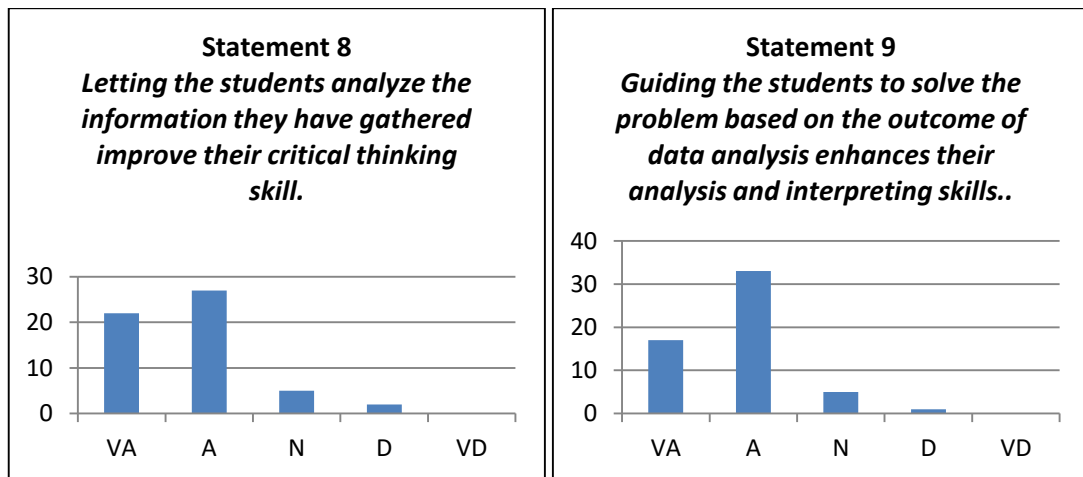 Statement 8
Letting the students analyze the
information they have gathered
improve their critical thinking
skill.
30
20
10
0
VA A N D VD
Statement 9
Guiding the students to solve the
problem based on the outcome of
data analysis enhances their
analysis and interpreting skills..
40
30
20
10
0
VA A N D VD